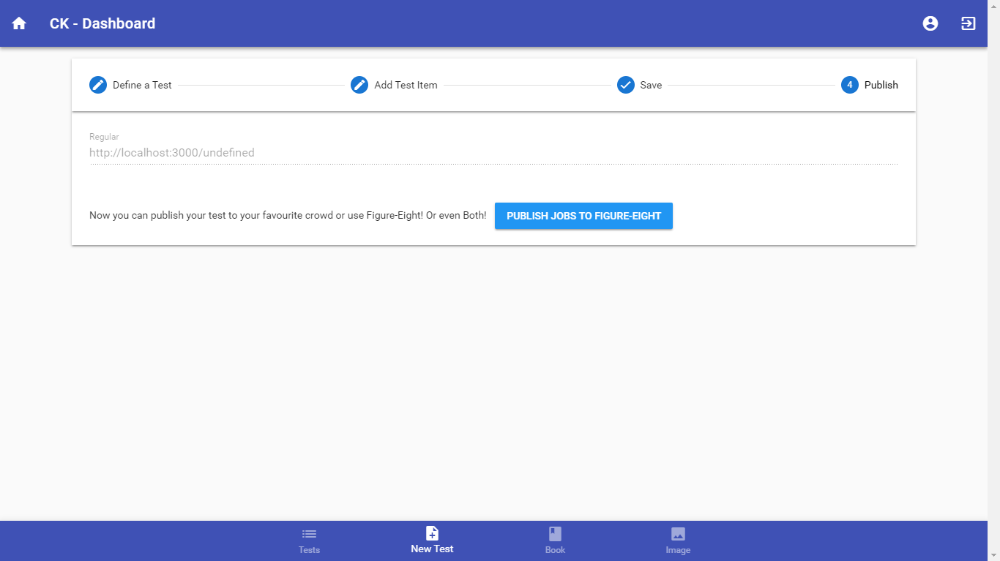 CK - Dashboard
Define a Test
Add Test Item
Save
4
Publish
Regular
http://localhost:3000/undefined
Now you can publish your test to your favourite crowd or use Figure-Eight! Or even Both!
PUBLISH JOBS TO FIGURE-EIGHT
Tests
New Test
Book
Image